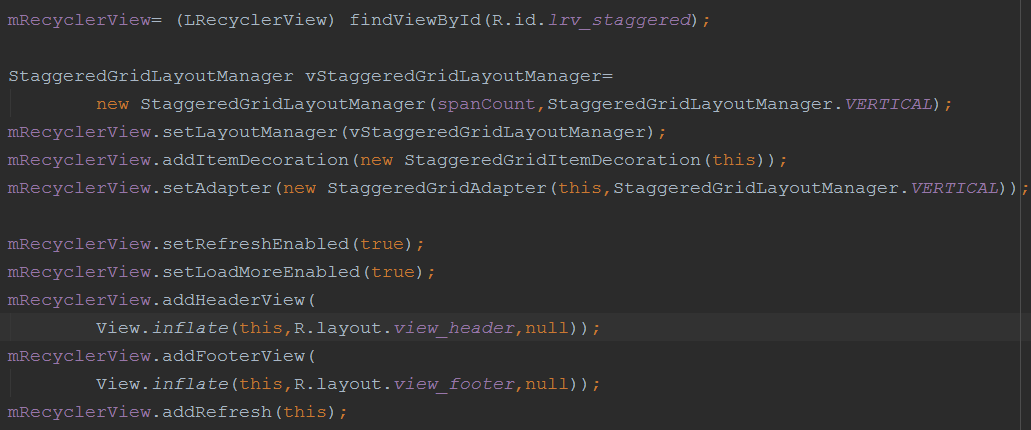 mRecyclerView= (LRecyclerView) findViewById(R.id.lrv_staggered);
StaggeredGridLayoutManager vStaggeredGridLayoutManager=
new StaggeredGridLayoutManager(spanCount,StaggeredGridLayoutManager.VERTICAL);
mRecyclerView.setLayoutManager(vStaggeredGridLayoutManager);
mRecyclerView.addItemDecoration(new StaggeredGridItemDecoration(this));
mRecyclerView.setAdapter(new StaggeredGridAdapter(this,StaggeredGridLayoutManager.VERTICAL));
mRecyclerView.setRefreshEnabled(true);
mRecyclerView.setLoadMoreEnabled(true);
mRecyclerView.addHeaderView(
View.inflate(this,R.layout.view_header,null));
mRecyclerView.addFooterView(
View.inflate(this,R.layout.view_footer,null));
mRecyclerView.addRefresh(this);